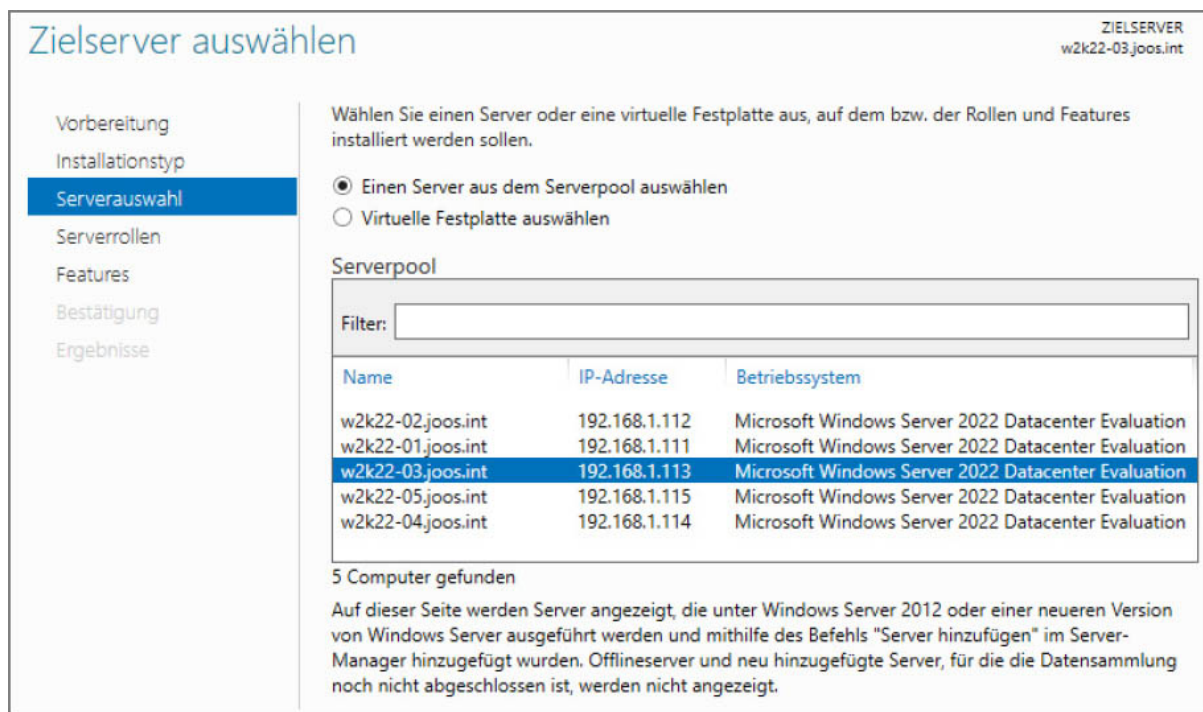 Zielserver auswählen
ZIELSERVER
w2k22-03.joos.int
Vorbereitung
Installationstyp
Serverauswahl
Serverrollen
Features
Bestätigung
Ergebnisse
Wählen Sie einen Server oder eine virtuelle Festplatte aus, auf dem bzw. der Rollen und Features
installiert werden sollen.
Einen Server aus dem Serverpool auswählen
Virtuelle Festplatte auswählen
Serverpool
Filter:
Name IP-Adresse Betriebssystem
w2k22-02.joos.int 192.168.1.112 Microsoft Windows Server 2022 Datacenter Evaluation
w2k22-01.joos.int 192.168.1.111 Microsoft Windows Server 2022 Datacenter Evaluation
w2k22-03.joos.int 192.168.1.113 Microsoft Windows Server 2022 Datacenter Evaluation
w2k22-05.joos.int 192.168.1.115 Microsoft Windows Server 2022 Datacenter Evaluation
w2k22-04.joos.int 192.168.1.114 Microsoft Windows Server 2022 Datacenter Evaluation
5 Computer gefunden
Auf dieser Seite werden Server angezeigt, die unter Windows Server 2012 oder einer neueren Version
von Windows Server ausgeführt werden und mithilfe des Befehls "Server hinzufügen" im Server-
Manager hinzugefügt wurden. Offlineserver und neu hinzugefügte Server, für die die Datensammlung
noch nicht abgeschlossen ist, werden nicht angezeigt.